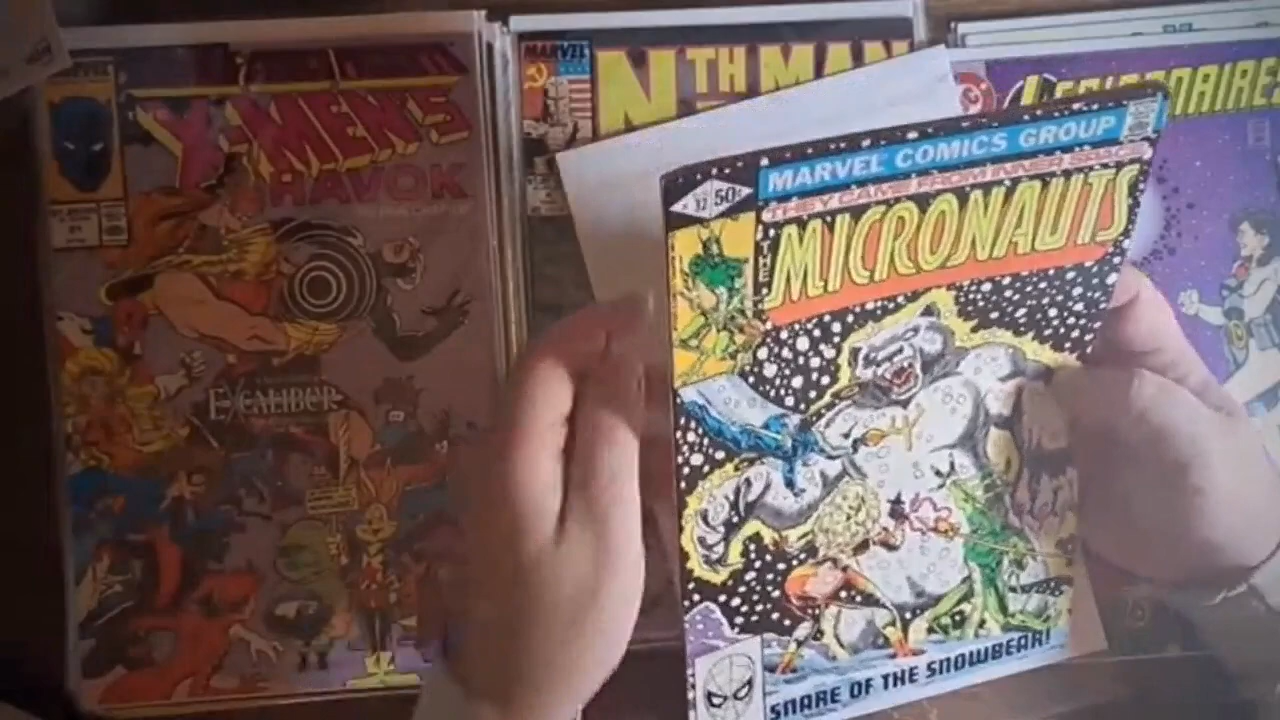 X-MEN'S
HAVOK
EXCALIBUR
MARVEL
NTH MAN
LEGIONNAIRES
MARVEL COMICS GROUP
32 50¢
THEY CAME FROM INNER SPACE
THE
MICRONAUTS
SNARE OF THE SNOWBEAR!